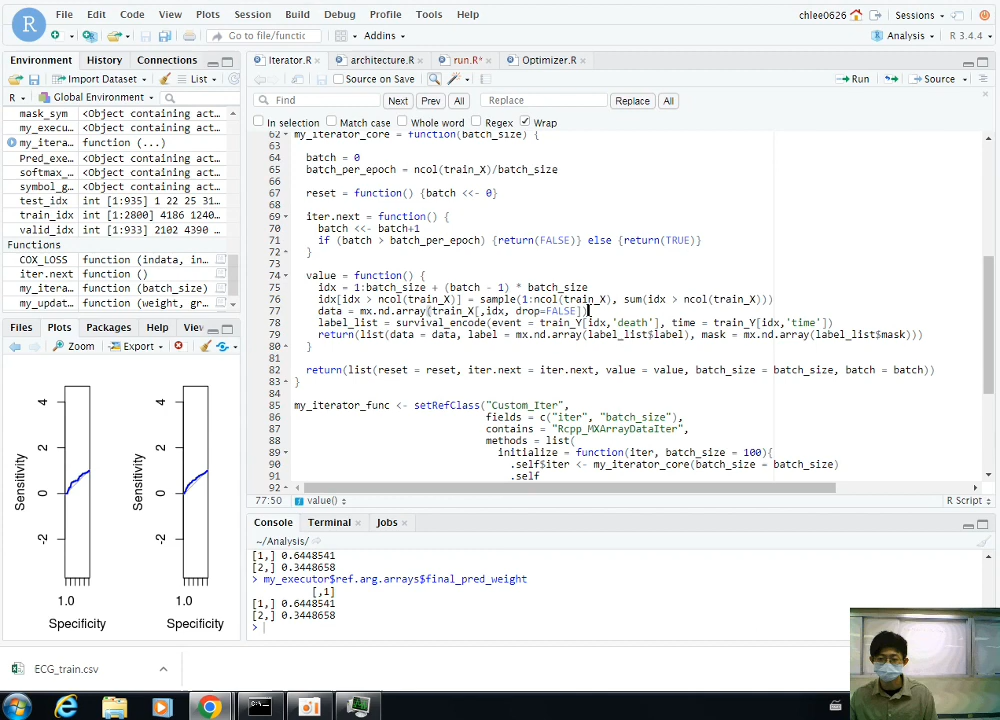 File Edit Code View Plots Session Build Debug Profile Tools Help
chlee0626 Sessions
Go to file/functic Addins
Analysis R 3.4.4
Environment History Connections
Import Dataset List
R Global Environment
mask_sym <Object containing act…
my_execu… <Object containing act…
my_itera… function (...)
Pred_exe… <Object containing act…
softmax_… <Object containing act…
symbol_g… <Object containing act…
test_idx int [1:935] 1 22 25 31…
train_idx int [1:2800] 4186 1240…
valid_idx int [1:933] 2102 4390 …
Functions
COX_LOSS function (indata, in…
iter.next function ()
my_itera… function (batch_size)
my_updat… function (weight, gr…
Files Plots Packages Help Viev
Zoom Export
4
2
0
-2
Sensitivity
1.0
Specificity
4
2
0
-2
Sensitivity
1.0
Specificity
Iterator.R architecture.R run.R* Optimizer.R
Source on Save Run Source
Find Next Prev All Replace Replace All
In selection Match case Whole word Regex Wrap
62 my_iterator_core = function(batch_size) {
63
64 batch = 0
65 batch_per_epoch = ncol(train_X)/batch_size
66
67 reset = function() {batch <<- 0}
68
69 iter.next = function() {
70 batch <<- batch+1
71 if (batch > batch_per_epoch) {return(FALSE)} else {return(TRUE)}
72 }
73
74 value = function() {
75 idx = 1:batch_size + (batch - 1) * batch_size
76 idx[idx > ncol(train_X)] = sample(1:ncol(train_X), sum(idx > ncol(train_X)))
77 data = mx.nd.array(train_X[,idx, drop=FALSE])
78 label_list = survival_encode(event = train_Y[idx,'death'], time = train_Y[idx,'time'])
79 return(list(data = data, label = mx.nd.array(label_list$label), mask = mx.nd.array(label_list$mask)))
80 }
81
82 return(list(reset = reset, iter.next = iter.next, value = value, batch_size = batch_size, batch = batch))
83 }
84
85 my_iterator_func <- setRefClass("Custom_Iter",
86 fields = c("iter", "batch_size"),
87 contains = "Rcpp_MXArrayDataIter",
88 methods = list(
89 initialize = function(iter, batch_size = 100){
90 .self$iter <- my_iterator_core(batch_size = batch_size)
91 .self
92
77:50 value() R Script
Console Terminal Jobs
~/Analysis/
[1,] 0.6448541
[2,] 0.3448658
> my_executor$ref.arg.arrays$final_pred_weight
[,1]
[1,] 0.6448541
[2,] 0.3448658
>
ECG_train.csv